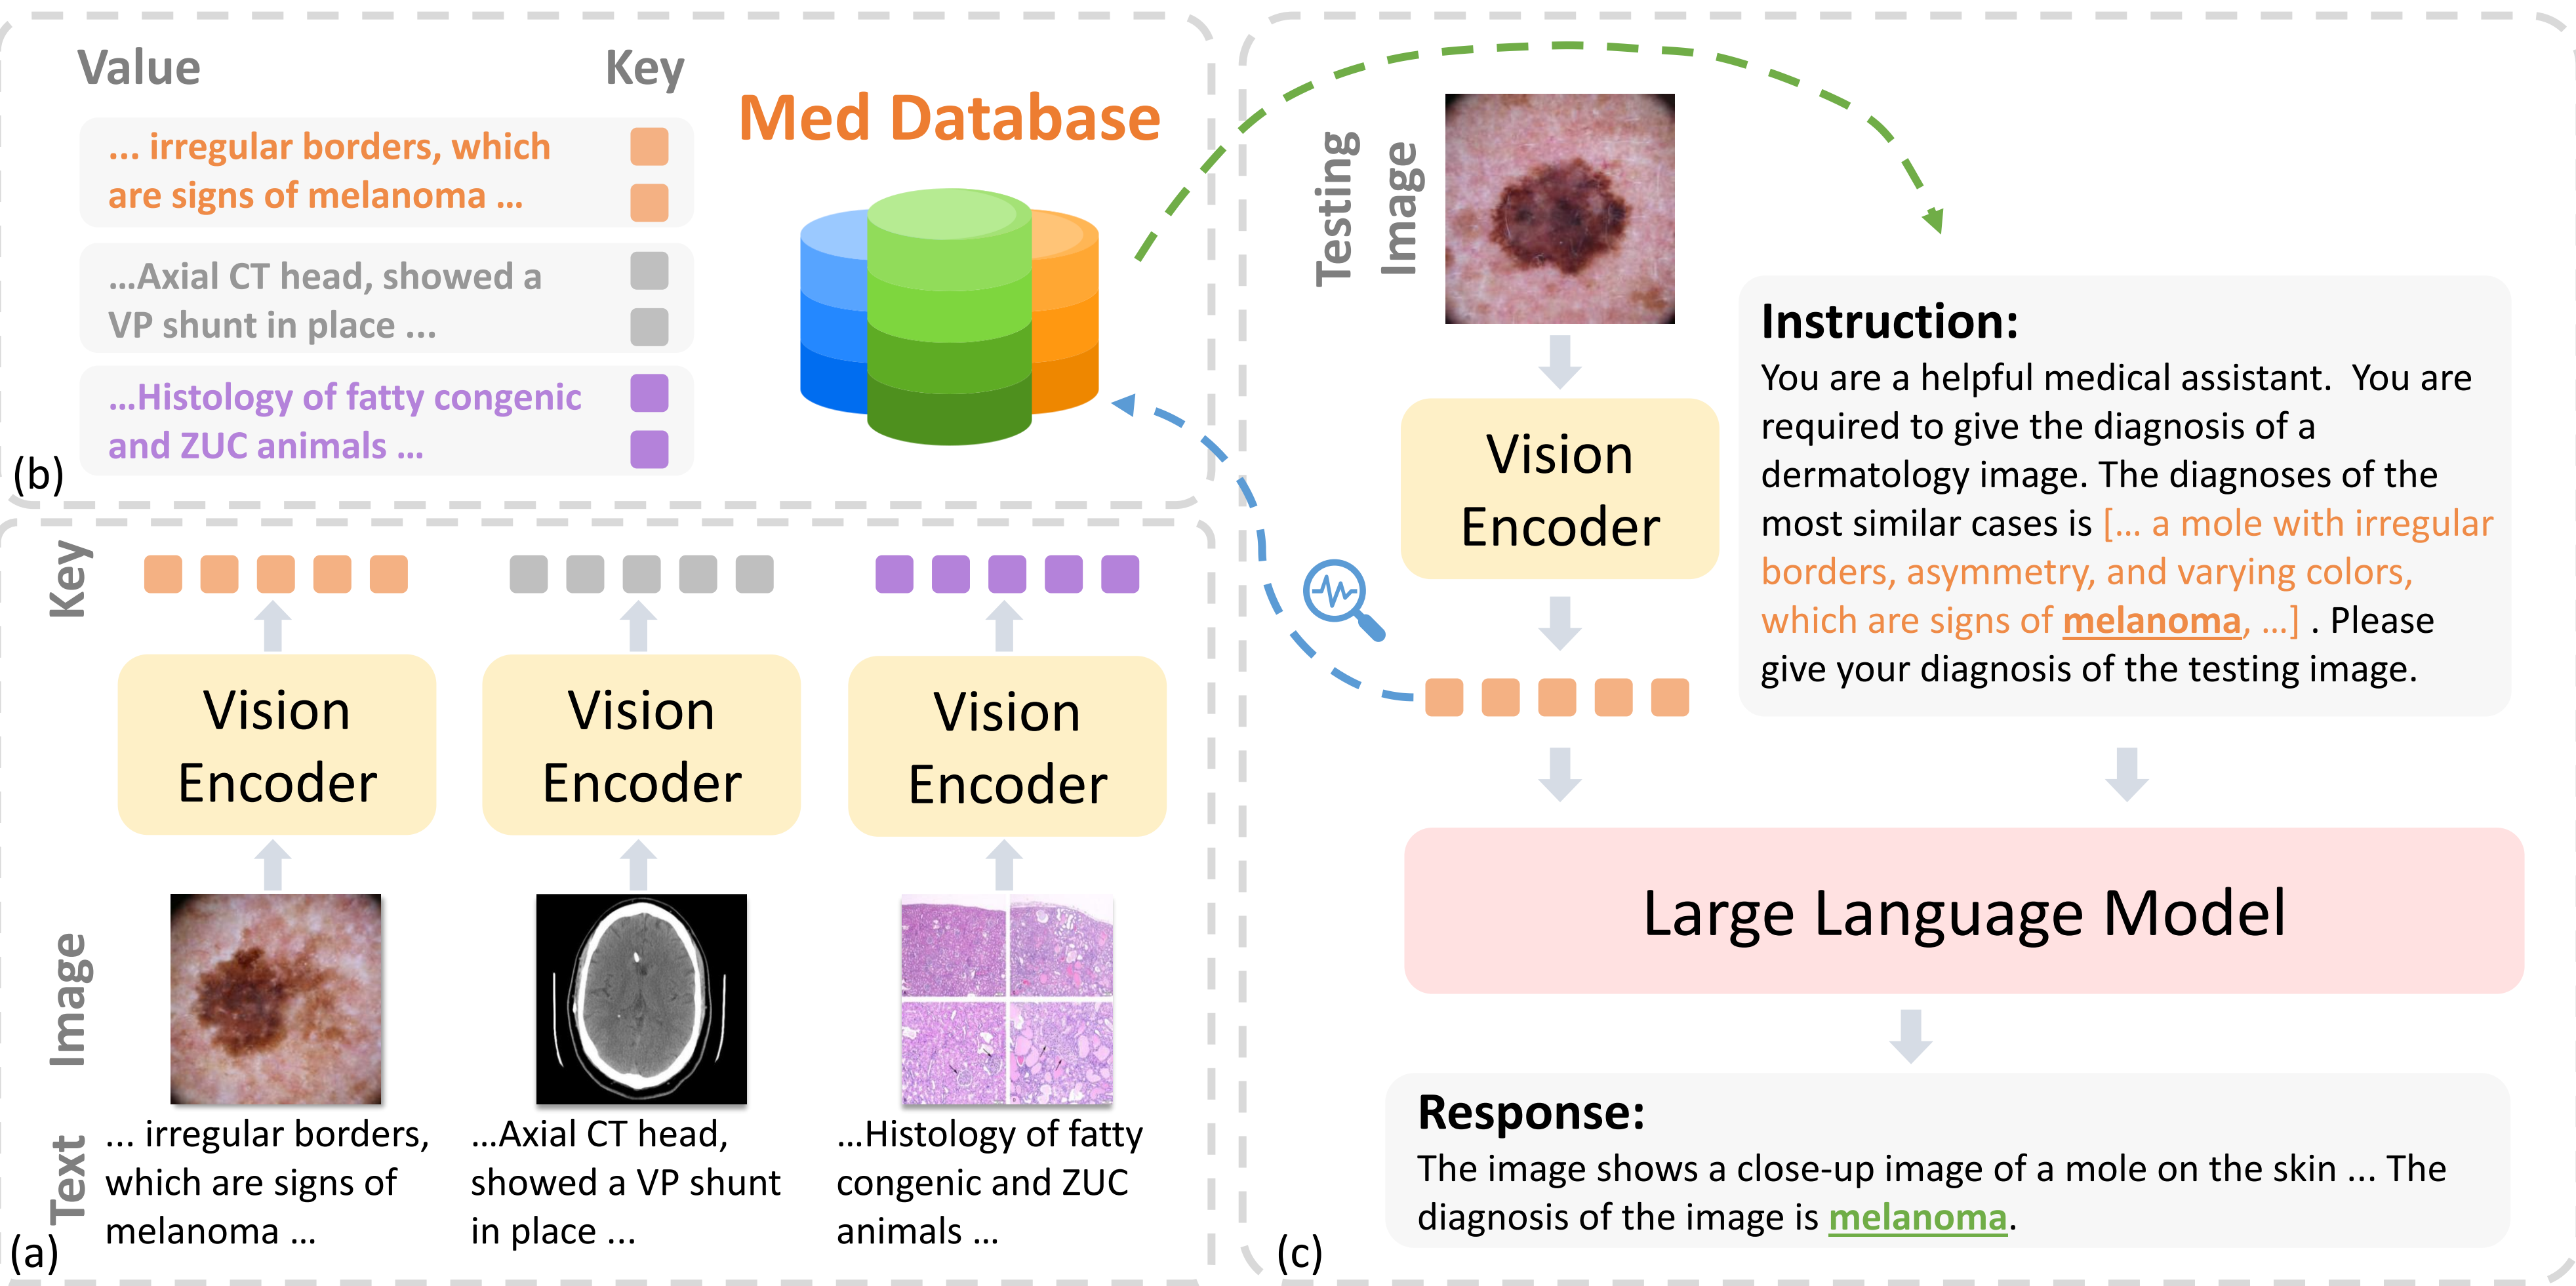 Value
Key
... irregular borders, which
are signs of melanoma ...
...Axial CT head, showed a
VP shunt in place ...
...Histology of fatty congenic
and ZUC animals ...
Med Database
(b)
Key
Vision
Encoder
Vision
Encoder
Vision
Encoder
Image
Text
... irregular borders,
which are signs of
melanoma ...
...Axial CT head,
showed a VP shunt
in place ...
...Histology of fatty
congenic and ZUC
animals ...
(a)
Testing
Image
Vision
Encoder
Instruction:
You are a helpful medical assistant.  You are
required to give the diagnosis of a
dermatology image. The diagnoses of the
most similar cases is [... a mole with irregular
borders, asymmetry, and varying colors,
which are signs of melanoma, ...] . Please
give your diagnosis of the testing image.
Large Language Model
Response:
The image shows a close-up image of a mole on the skin ... The
diagnosis of the image is melanoma.
(c)